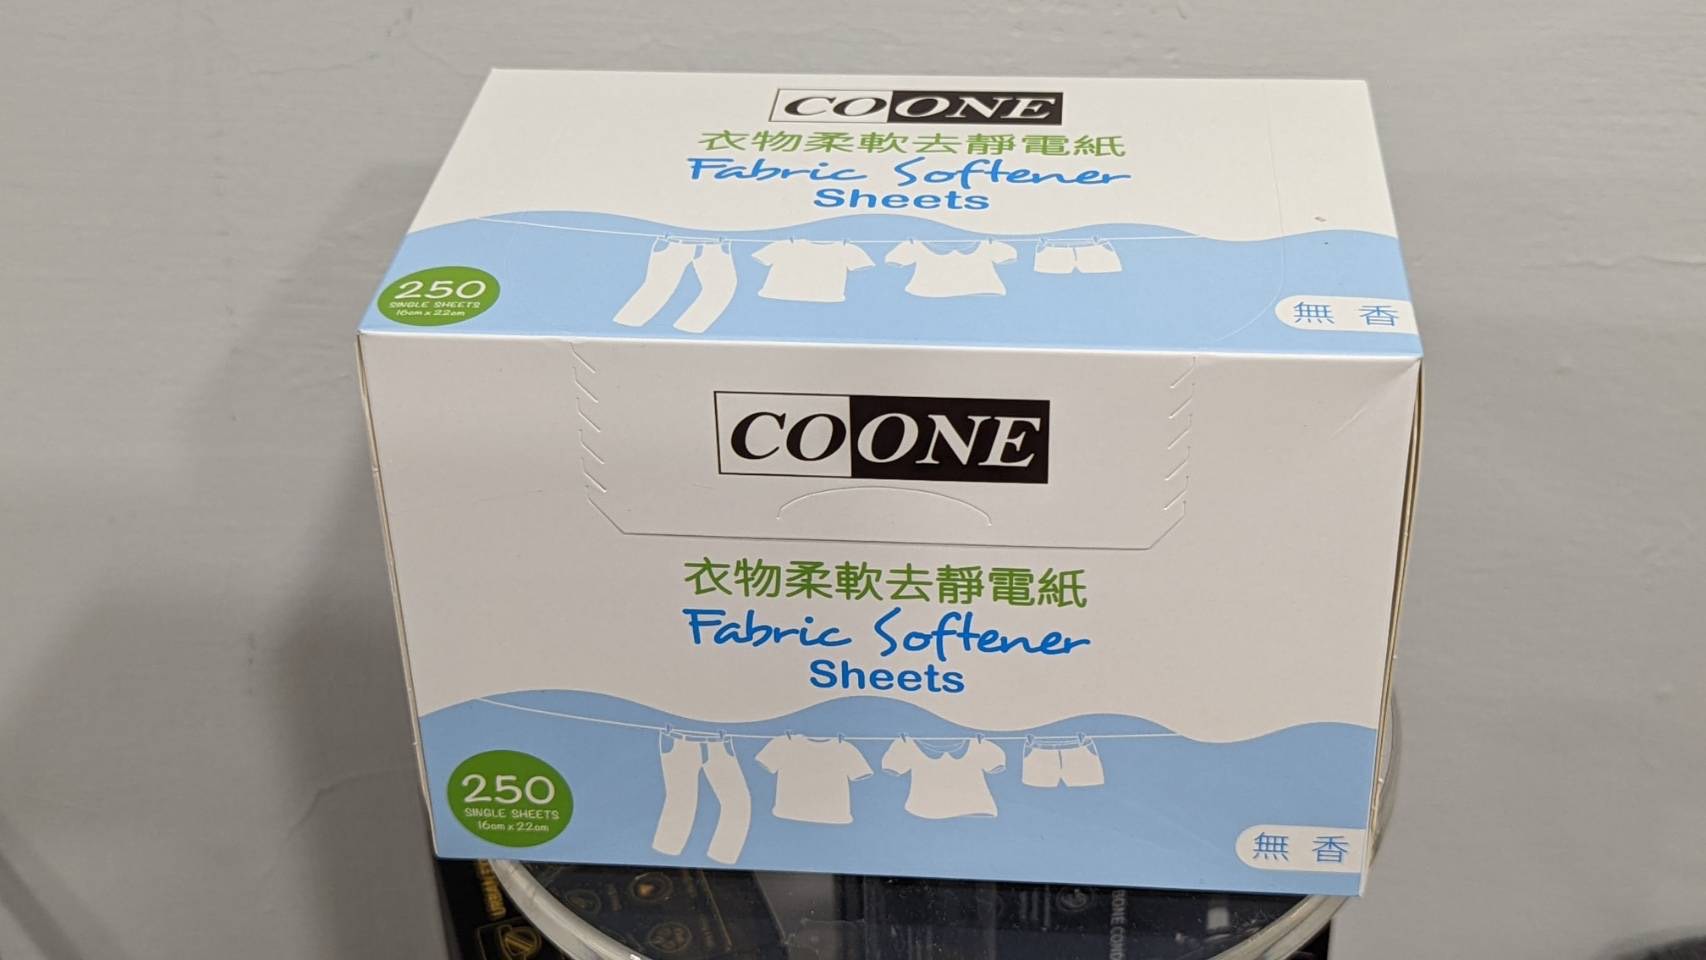 COONE
衣物柔軟去靜電紙
Fabric Softener
Sheets
250
SINGLE SHEETS
16cm x 22cm
無香
COONE
衣物柔軟去靜電紙
Fabric Softener
Sheets
250
SINGLE SHEETS
16cm x 22cm
無香